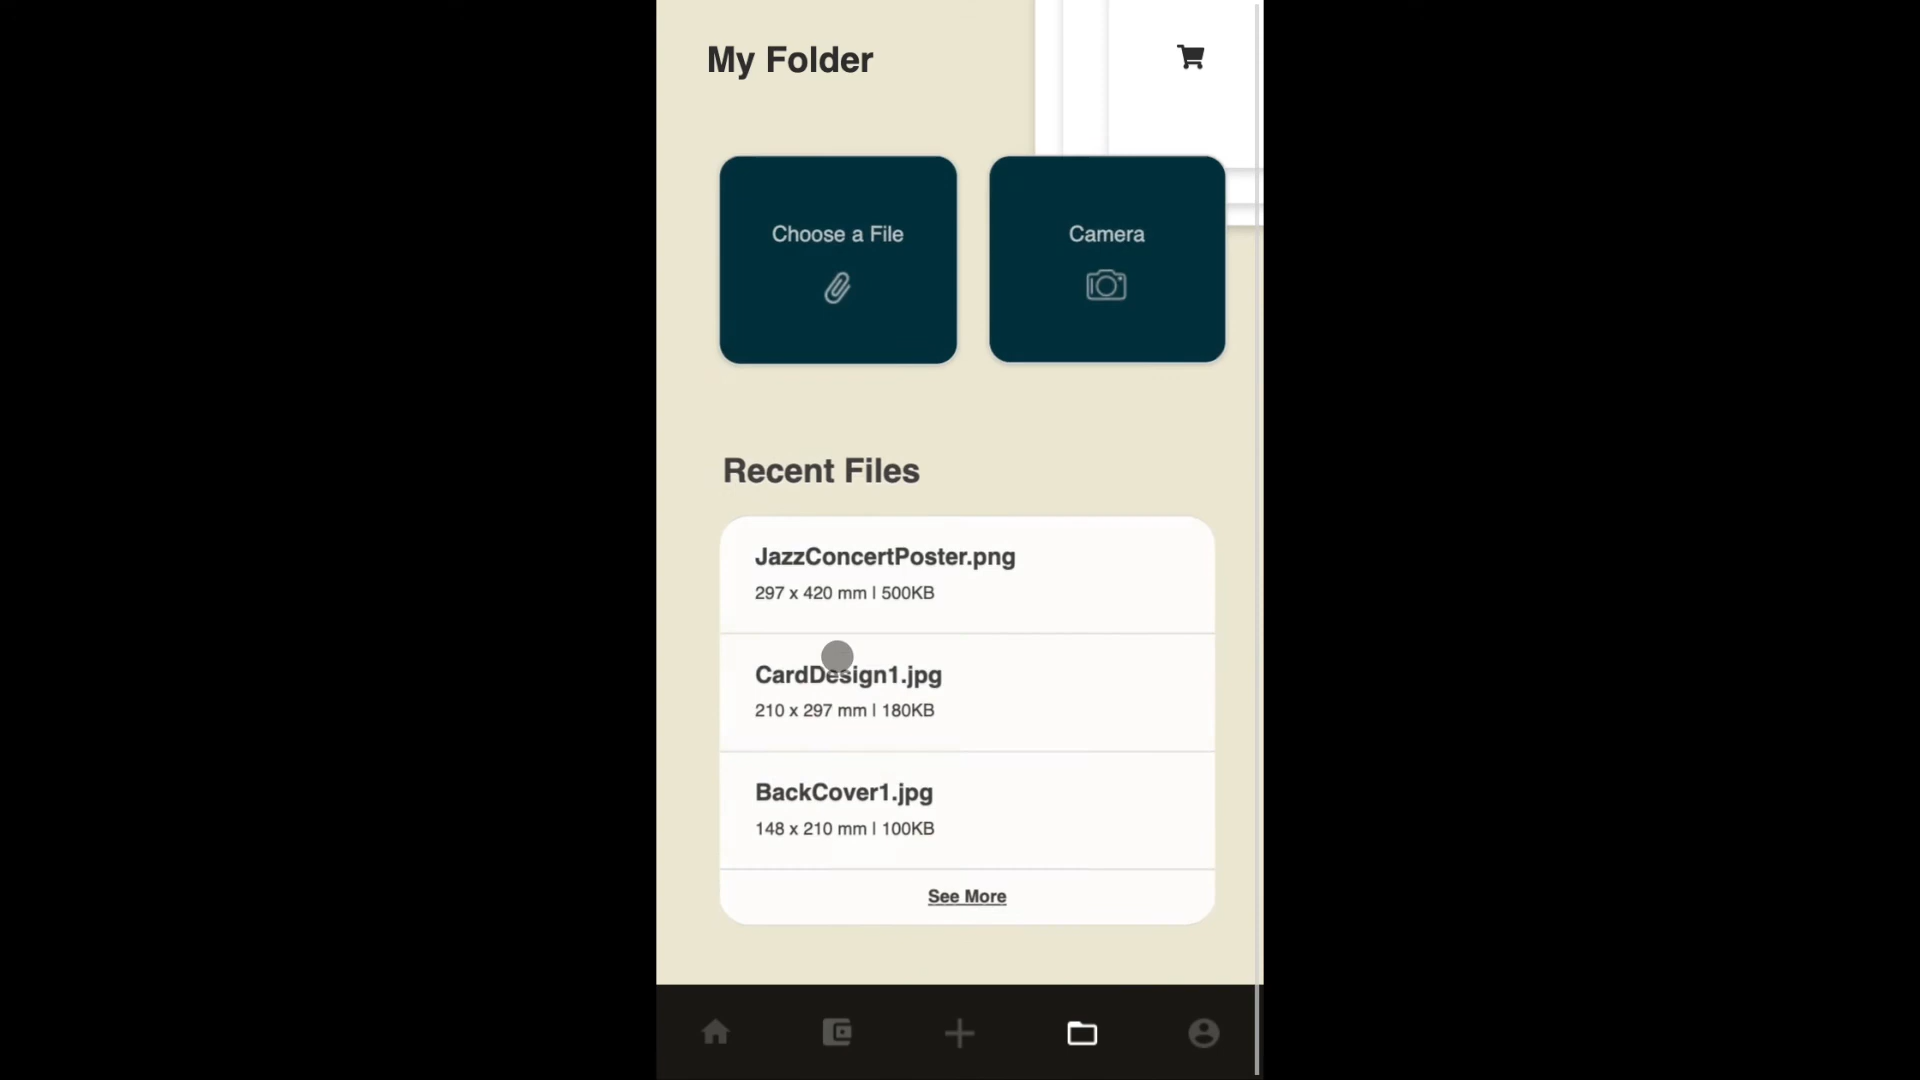 My Folder
Choose a File
Camera
Recent Files
JazzConcertPoster.png
297 x 420 mm | 500KB
CardDesign1.jpg
210 x 297 mm | 180KB
BackCover1.jpg
148 x 210 mm | 100KB
See More